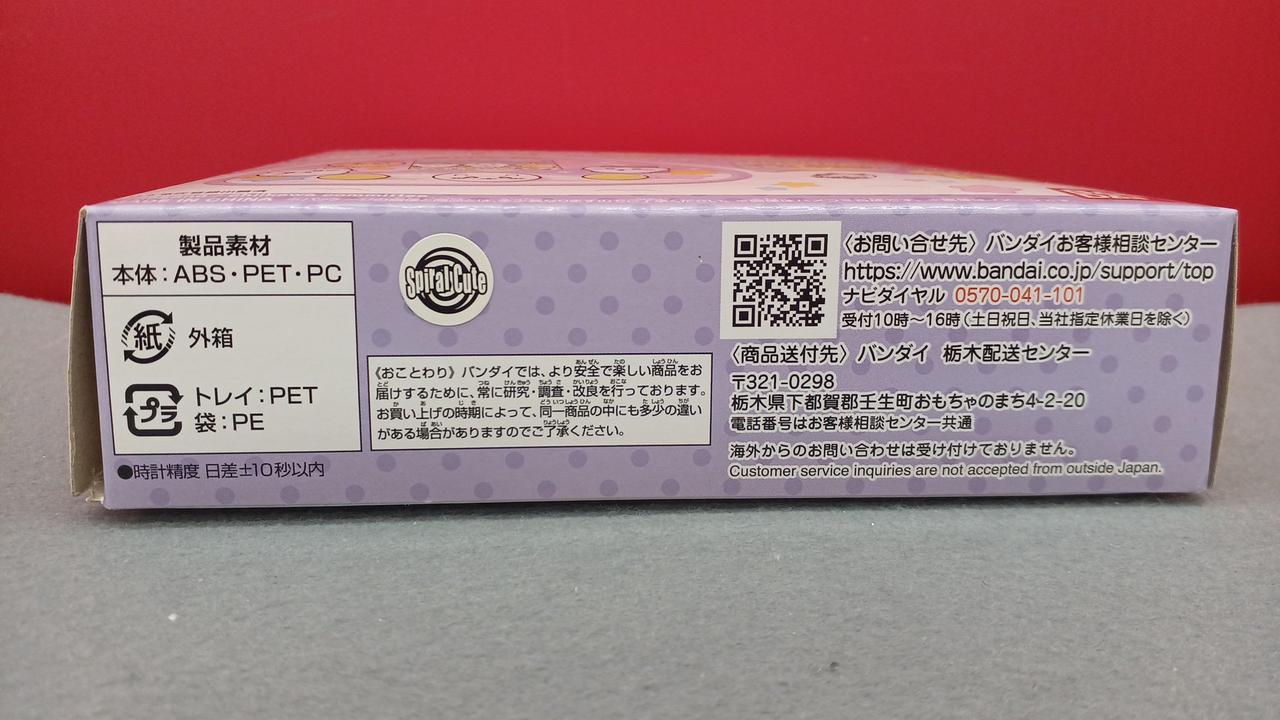 製品素材
本体：ABS・PET・PC
紙 外箱
プラ トレイ：PET
袋：PE
●時計精度 日差±10秒以内
SpiralCute
《おことわり》バンダイでは、より安全で楽しい商品をお
届けするために、常に研究・調査・改良を行っております。
お買い上げの時期によって、同一商品の中にも多少の違い
がある場合がありますのでご了承ください。
〈お問い合せ先〉バンダイお客様相談センター
https://www.bandai.co.jp/support/top
ナビダイヤル 0570-041-101
受付10時～16時（土日祝日、当社指定休業日を除く）
〈商品送付先〉バンダイ 栃木配送センター
〒321-0298
栃木県下都賀郡壬生町おもちゃのまち4-2-20
電話番号はお客様相談センター共通
海外からのお問い合わせは受け付けておりません。
Customer service inquiries are not accepted from outside Japan.